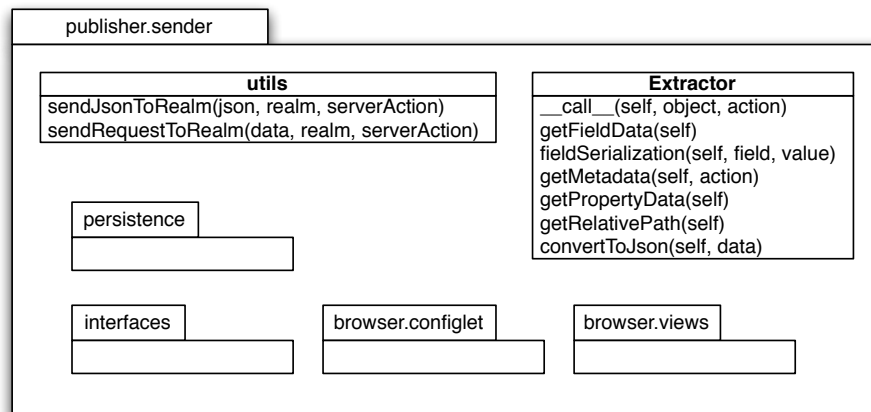 publisher.sender
utils
sendJsonToRealm(json, realm, serverAction)
sendRequestToRealm(data, realm, serverAction)
Extractor
__call__(self, object, action)
getFieldData(self)
fieldSerialization(self, field, value)
getMetadata(self, action)
getPropertyData(self)
getRelativePath(self)
convertToJson(self, data)
persistence
interfaces
browser.configlet
browser.views